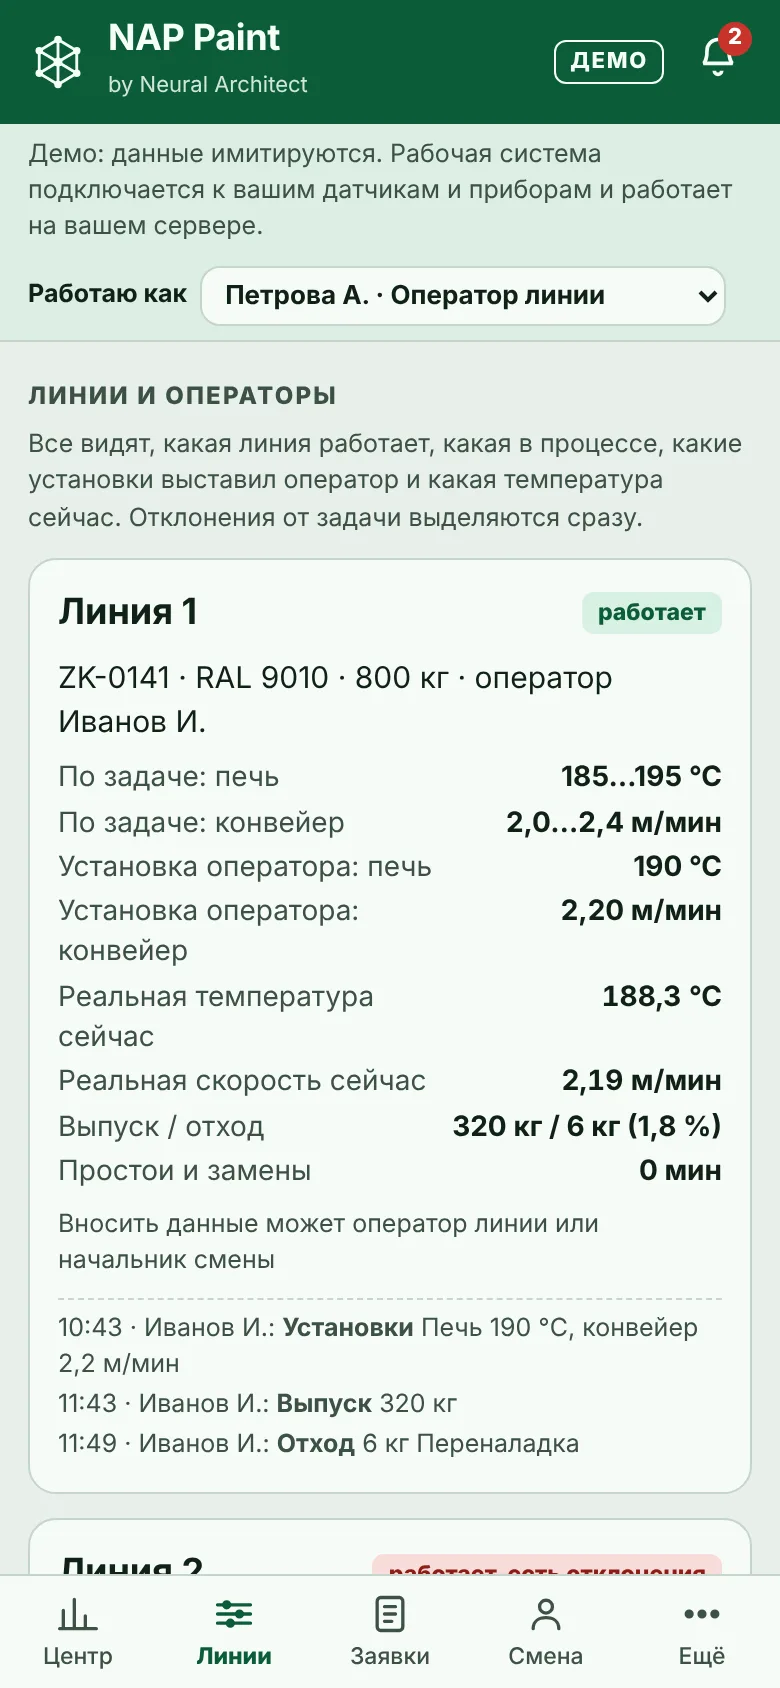 NAP Paint
by Neural Architect
ДЕМО
2
Демо: данные имитируются. Рабочая система
подключается к вашим датчикам и приборам и работает
на вашем сервере.
Работаю как
Петрова А. · Оператор линии
ЛИНИИ И ОПЕРАТОРЫ
Все видят, какая линия работает, какая в процессе, какие
установки выставил оператор и какая температура
сейчас. Отклонения от задачи выделяются сразу.
Линия 1
работает
ZK-0141 · RAL 9010 · 800 кг · оператор
Иванов И.
По задаче: печь 185…195 °C
По задаче: конвейер 2,0…2,4 м/мин
Установка оператора: печь 190 °C
Установка оператора: 2,20 м/мин
конвейер
Реальная температура 188,3 °C
сейчас
Реальная скорость сейчас 2,19 м/мин
Выпуск / отход 320 кг / 6 кг (1,8 %)
Простои и замены 0 мин
Вносить данные может оператор линии или
начальник смены
10:43 · Иванов И.: Установки Печь 190 °C, конвейер
2,2 м/мин
11:43 · Иванов И.: Выпуск 320 кг
11:49 · Иванов И.: Отход 6 кг Переналадка
Линия 2
работает, есть отклонения
Центр
Линии
Заявки
Смена
Ещё